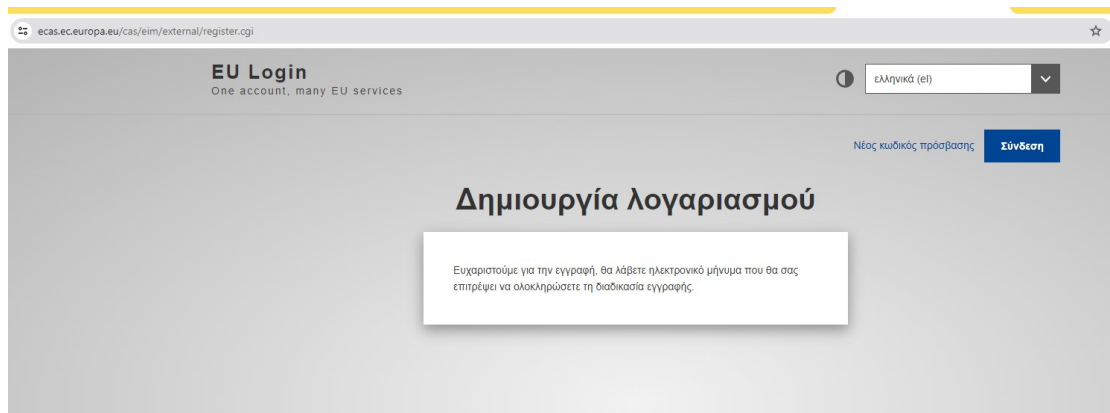 ecas.ec.europa.eu/cas/eim/external/register.cgi
EU Login
One account, many EU services
ελληνικά (el)
Νέος κωδικός πρόσβασης
Σύνδεση
Δημιουργία λογαριασμού
Ευχαριστούμε για την εγγραφή, θα λάβετε ηλεκτρονικό μήνυμα που θα σας
επιτρέψει να ολοκληρώσετε τη διαδικασία εγγραφής.